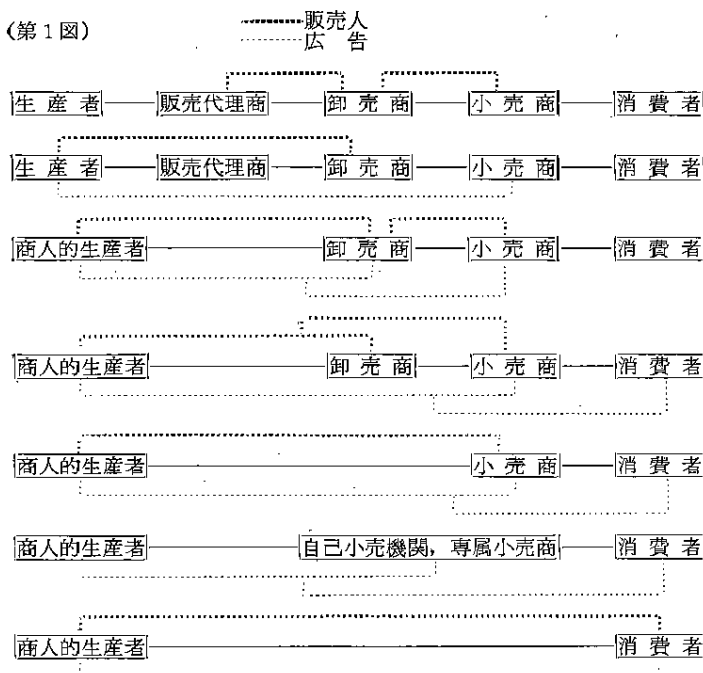 (第1図)
販売人
広告
生産者 販売代理商 卸売商 小売商 消費者
生産者 販売代理商 卸売商 小売商 消費者
商人的生産者 卸売商 小売商 消費者
商人的生産者 卸売商 小売商 消費者
商人的生産者 小売商 消費者
商人的生産者 自己小売機関，専属小売商 消費者
商人的生産者 消費者